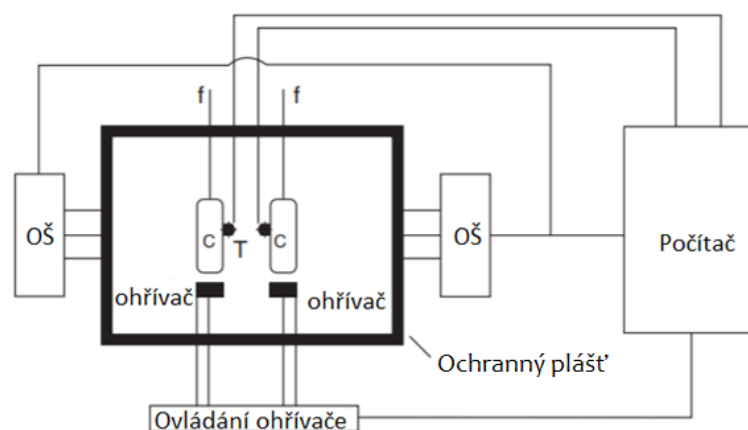 f f
OŠ
C T C
OŠ
Počítač
ohřívač
ohřívač
Ochranný plášť
Ovládání ohřívače